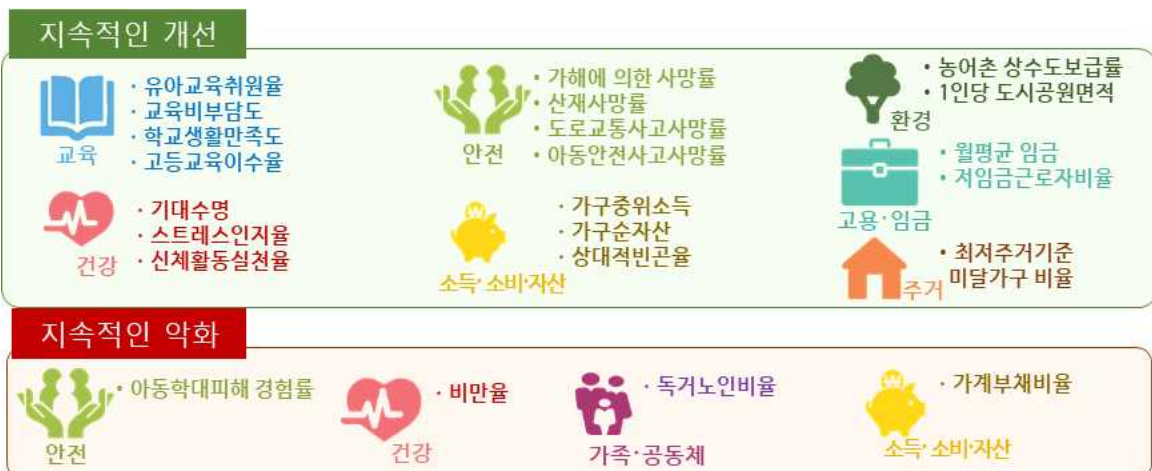 지속적인 개선
· 유아교육취원율
· 교육비부담도
· 학교생활만족도
· 고등교육이수율
교육
• 가해에 의한 사망률
• 산재사망률
• 도로교통사고사망률
• 아동안전사고사망률
안전
• 농어촌 상수도보급률
• 1인당 도시공원면적
환경
• 월평균 임금
• 저임금근로자비율
고용·임금
· 기대수명
· 스트레스인지율
· 신체활동실천율
건강
· 가구중위소득
· 가구순자산
· 상대적빈곤율
소득·소비·자산
• 최저주거기준
미달가구 비율
주거
지속적인 악화
• 아동학대피해 경험률
안전
· 비만율
건강
· 독거노인비율
가족·공동체
· 가계부채비율
소득·소비·자산